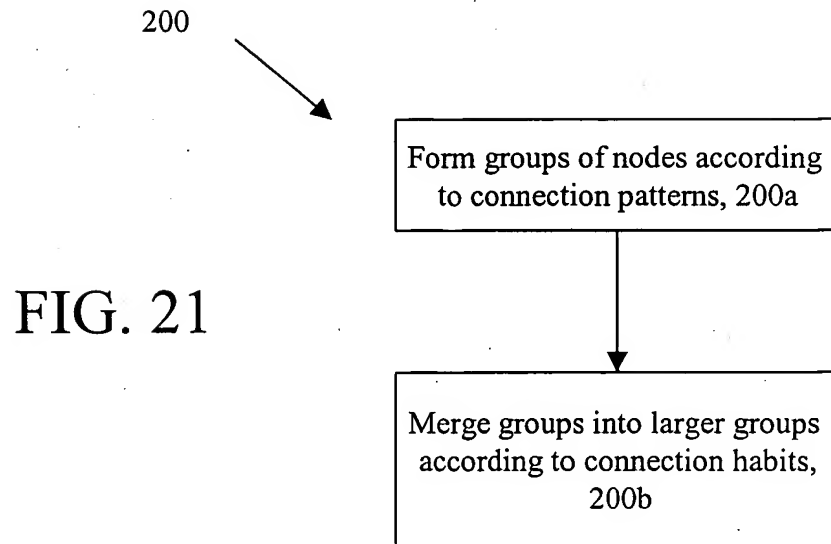 200
Form groups of nodes according
to connection patterns, 200a
FIG. 21
Merge groups into larger groups
according to connection habits,
200b